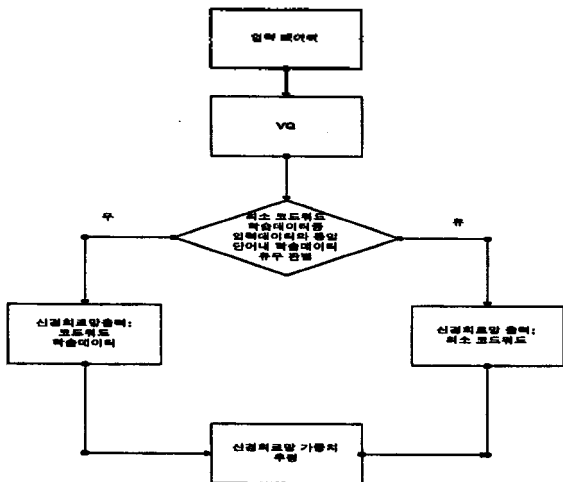 입력 데이터
VQ
무
유
최소 코드워드
학습데이터중
입력데이터와 동일
단어내 학습데이터
유무 판별
신경회로망출력:
코드워드
학습데이터
신경회로망 출력:
최소 코드워드
신경회로망 가중치
추정